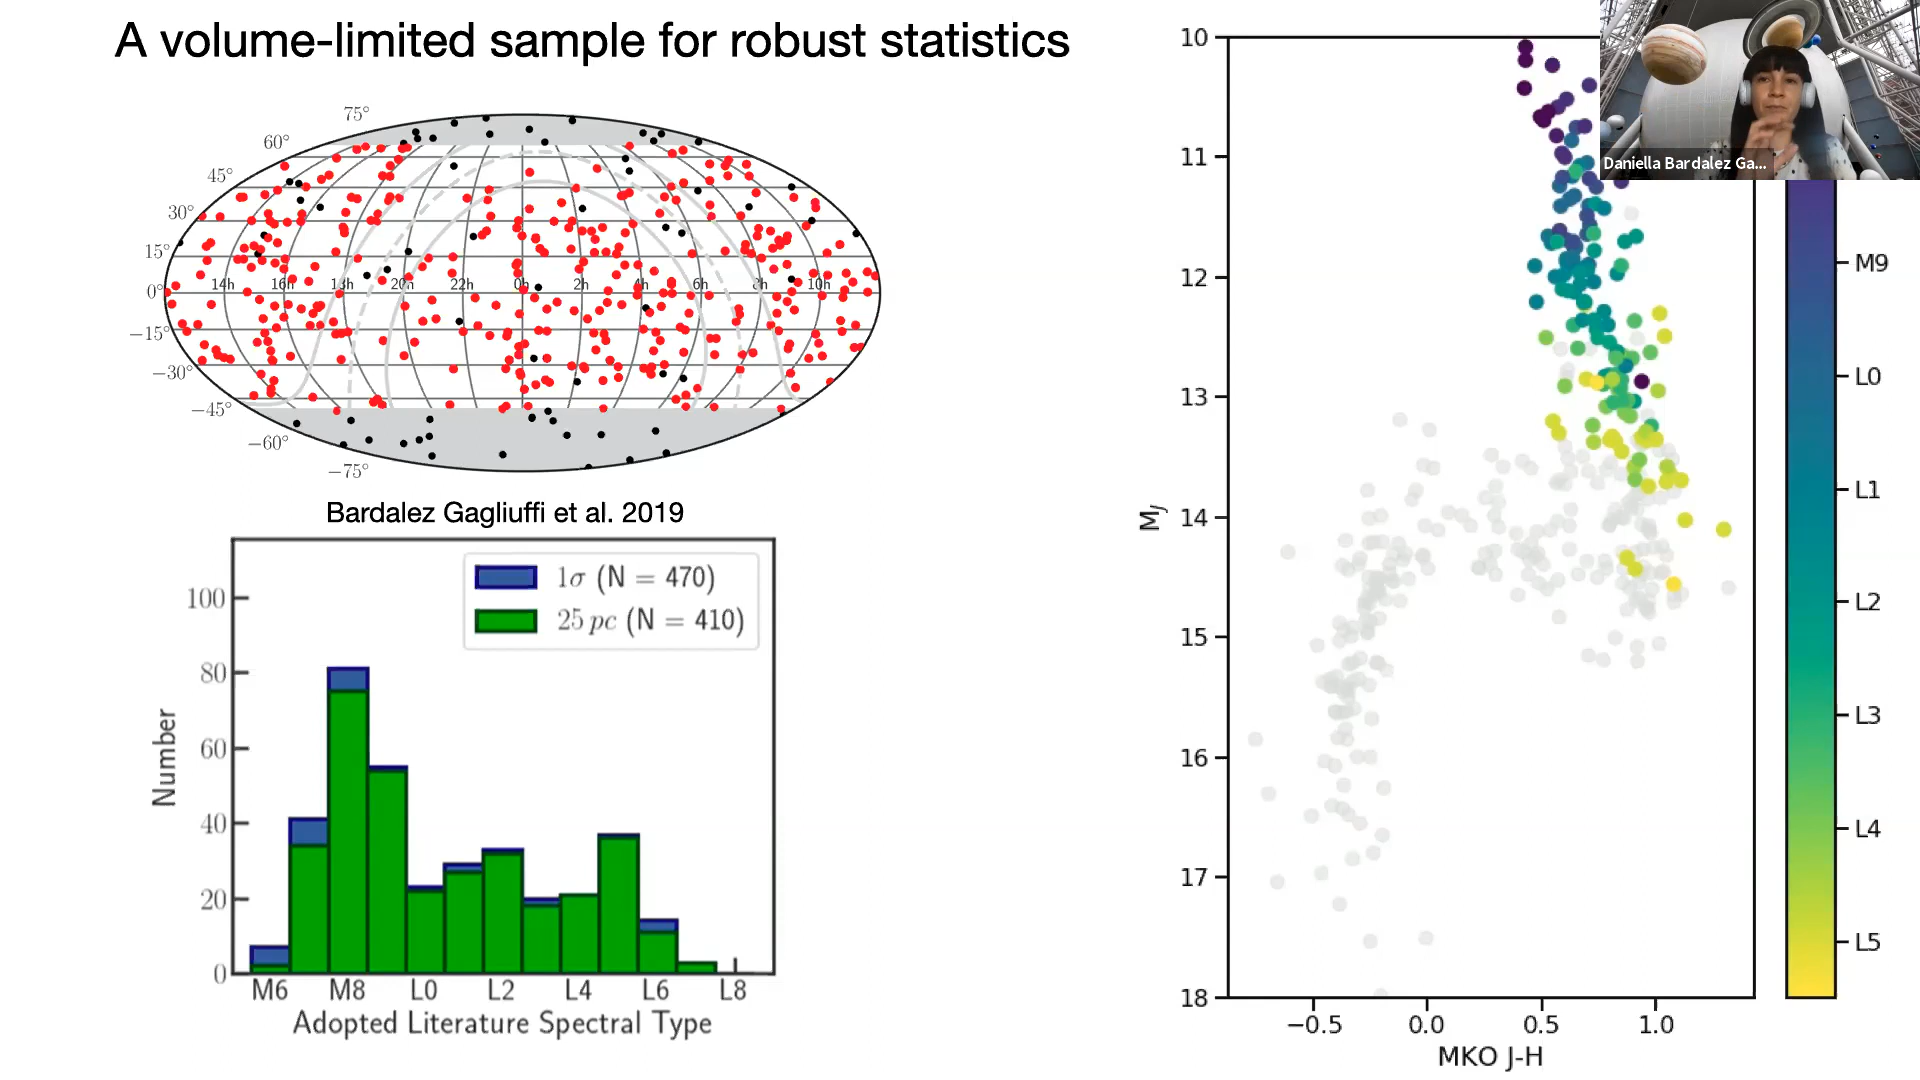 A volume-limited sample for robust statistics
75°
60°
45°
30°
15°
0°
−15°
−30°
−45°
−60°
−75°
14h 16h 18h 20h 22h 0h 2h 4h 6h 8h 10h
Bardalez Gagliuffi et al. 2019
1σ (N = 470)
25 pc (N = 410)
Number
100
80
60
40
20
0
M6 M8 L0 L2 L4 L6 L8
Adopted Literature Spectral Type
MJ
10
11
12
13
14
15
16
17
18
−0.5 0.0 0.5 1.0
MKO J-H
Daniella Bardalez Ga...
M9
L0
L1
L2
L3
L4
L5